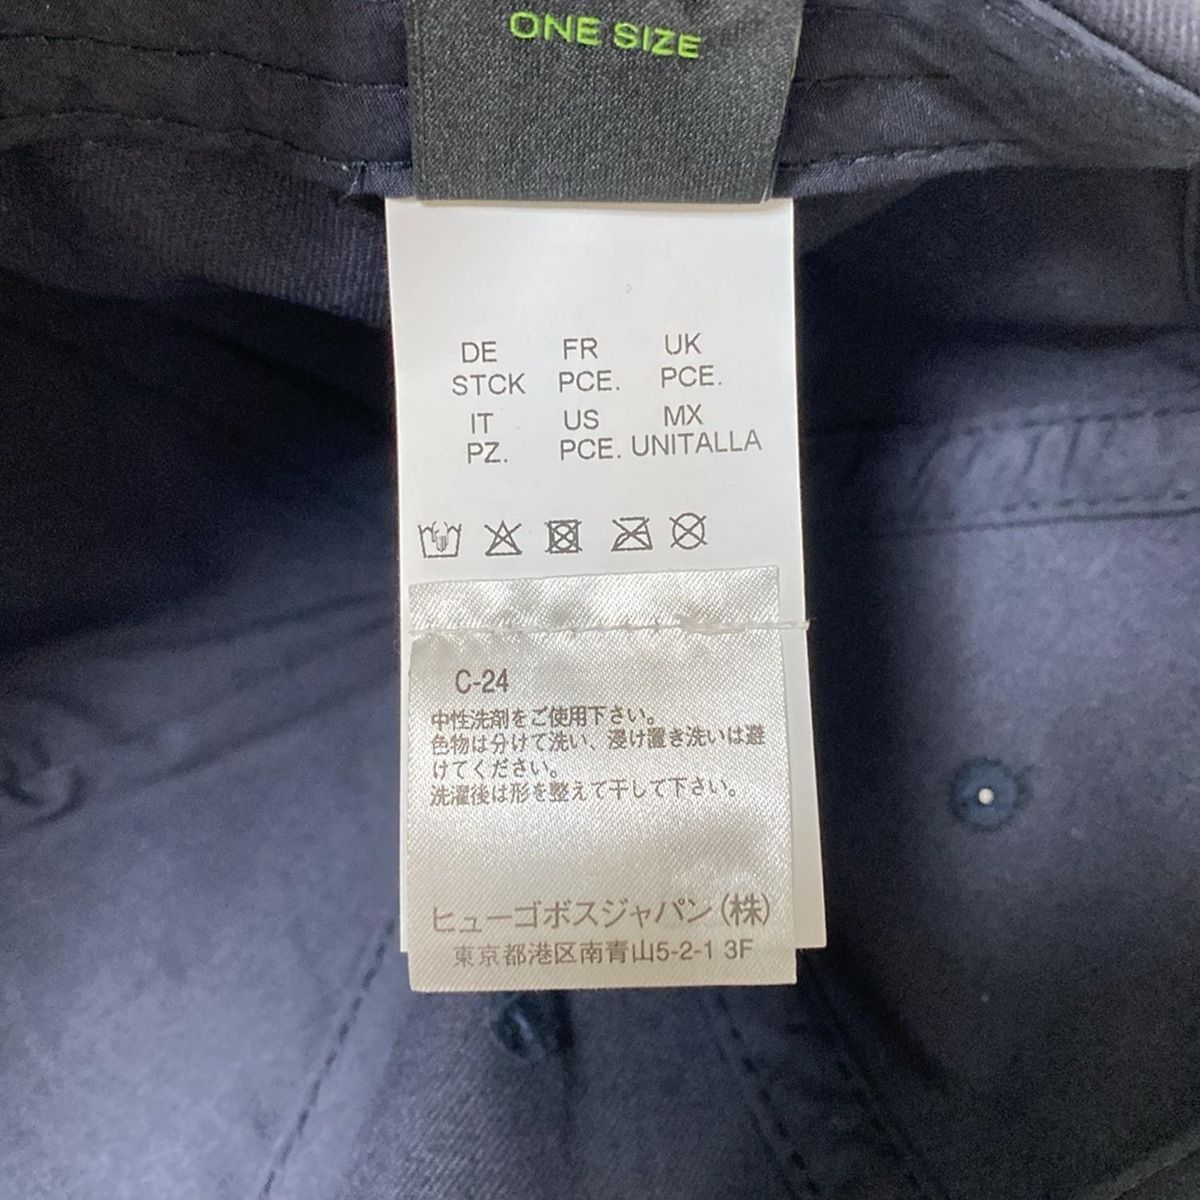 ONE SIZE
DE FR UK
STCK PCE. PCE.
IT US MX
PZ. PCE. UNITALLA
C-24
中性洗剤をご使用下さい。
色物は分けて洗い、浸け置き洗いは避
けてください。
洗濯後は形を整えて干して下さい。
ヒューゴボスジャパン(株)
東京都港区南青山5-2-1 3F